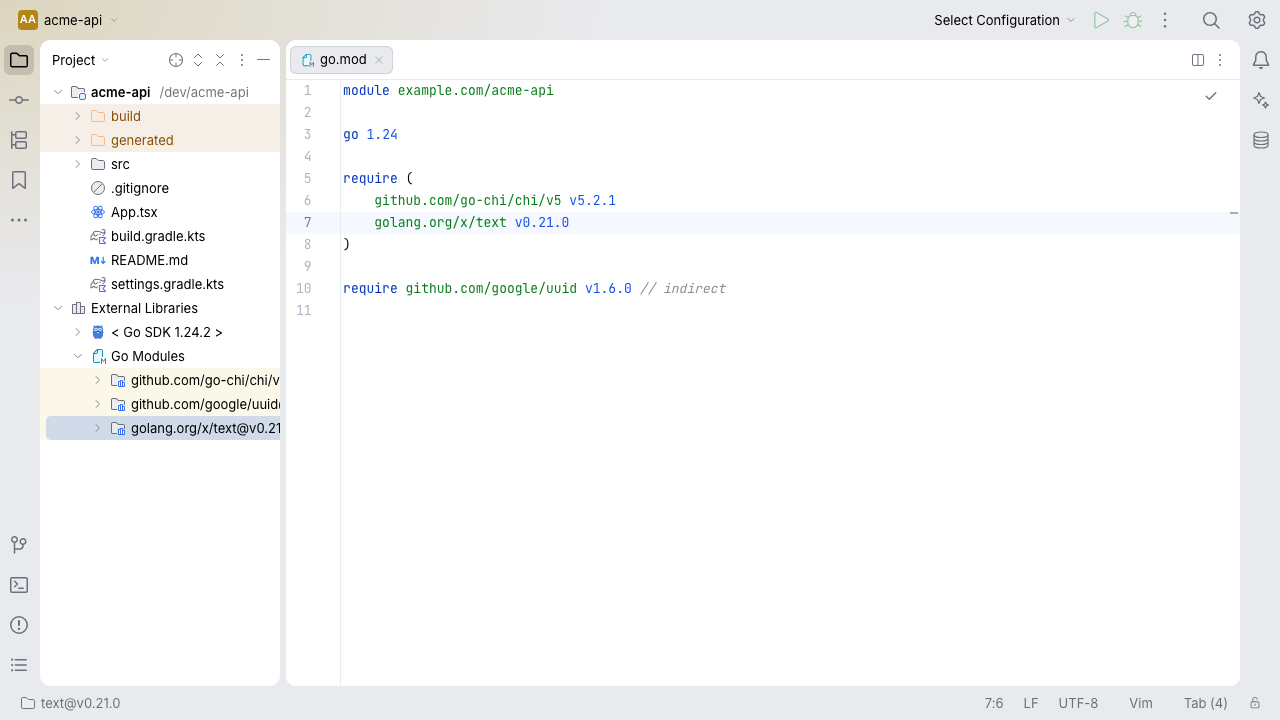 AA acme-api Select Configuration
Project
acme-api /dev/acme-api
build
generated
src
.gitignore
App.tsx
build.gradle.kts
M↓ README.md
settings.gradle.kts
External Libraries
< Go SDK 1.24.2 >
Go Modules
github.com/go-chi/chi/v
github.com/google/uuid
golang.org/x/text@v0.21
go.mod
1 module example.com/acme-api
2
3 go 1.24
4
5 require (
6 github.com/go-chi/chi/v5 v5.2.1
7 golang.org/x/text v0.21.0
8 )
9
10 require github.com/google/uuid v1.6.0 // indirect
11
text@v0.21.0 7:6 LF UTF-8 Vim Tab (4)